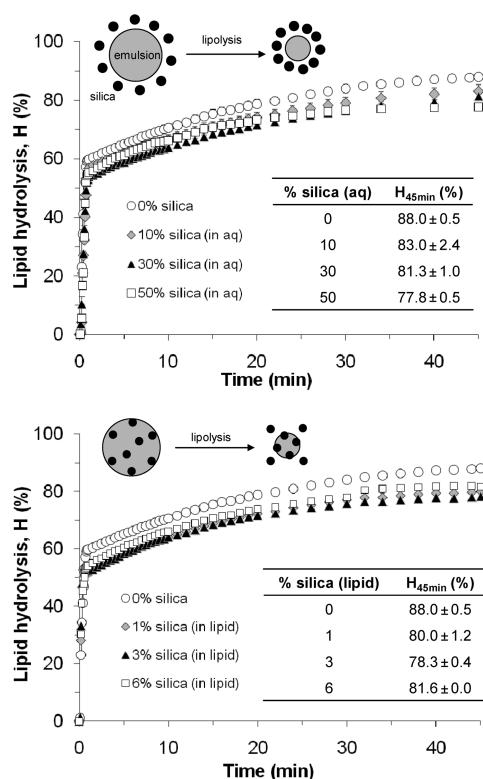 emulsion
lipolysis
silica
Lipid hydrolysis, H (%)
100
80
60
40
20
0
0% silica
10% silica (in aq)
30% silica (in aq)
50% silica (in aq)
% silica (aq) H45min (%)
0 88.0 ± 0.5
10 83.0 ± 2.4
30 81.3 ± 1.0
50 77.8 ± 0.5
0 10 20 30 40
Time (min)
lipolysis
Lipid hydrolysis, H (%)
100
80
60
40
20
0
0% silica
1% silica (in lipid)
3% silica (in lipid)
6% silica (in lipid)
% silica (lipid) H45min (%)
0 88.0 ± 0.5
1 80.0 ± 1.2
3 78.3 ± 0.4
6 81.6 ± 0.0
0 10 20 30 40
Time (min)